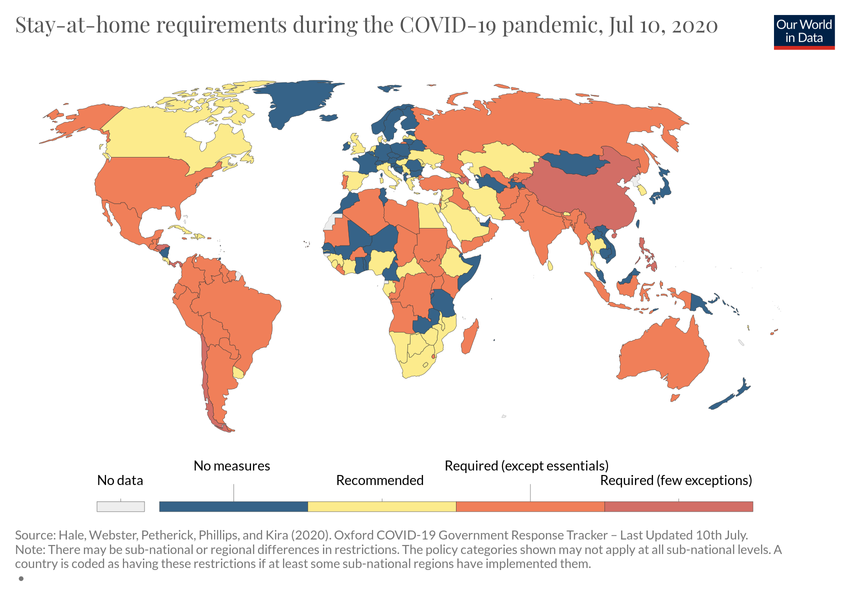 Stay-at-home requirements during the COVID-19 pandemic, Jul 10, 2020
Our World
in Data
No data
No measures
Recommended
Required (except essentials)
Required (few exceptions)
Source: Hale, Webster, Petherick, Phillips, and Kira (2020). Oxford COVID-19 Government Response Tracker – Last Updated 10th July.
Note: There may be sub-national or regional differences in restrictions. The policy categories shown may not apply at all sub-national levels. A
country is coded as having these restrictions if at least some sub-national regions have implemented them.